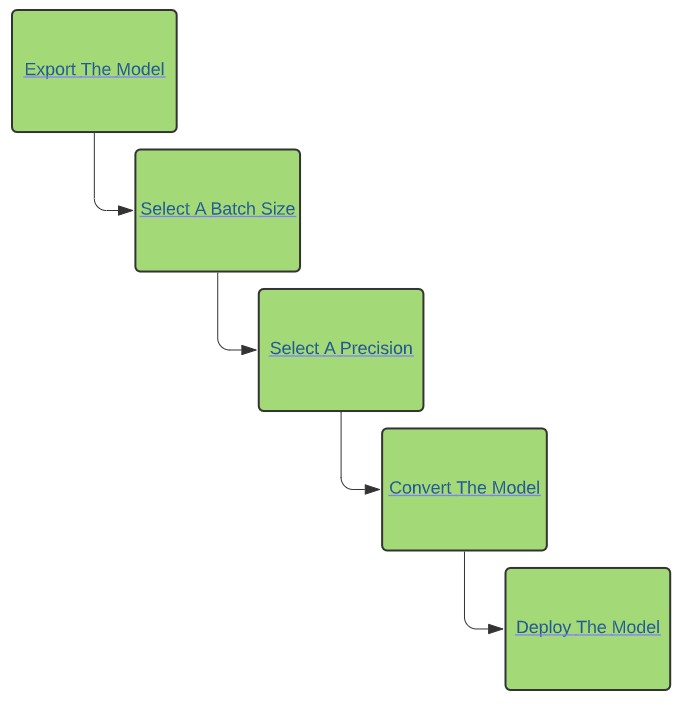 Export The Model
Select A Batch Size
Select A Precision
Convert The Model
Deploy The Model